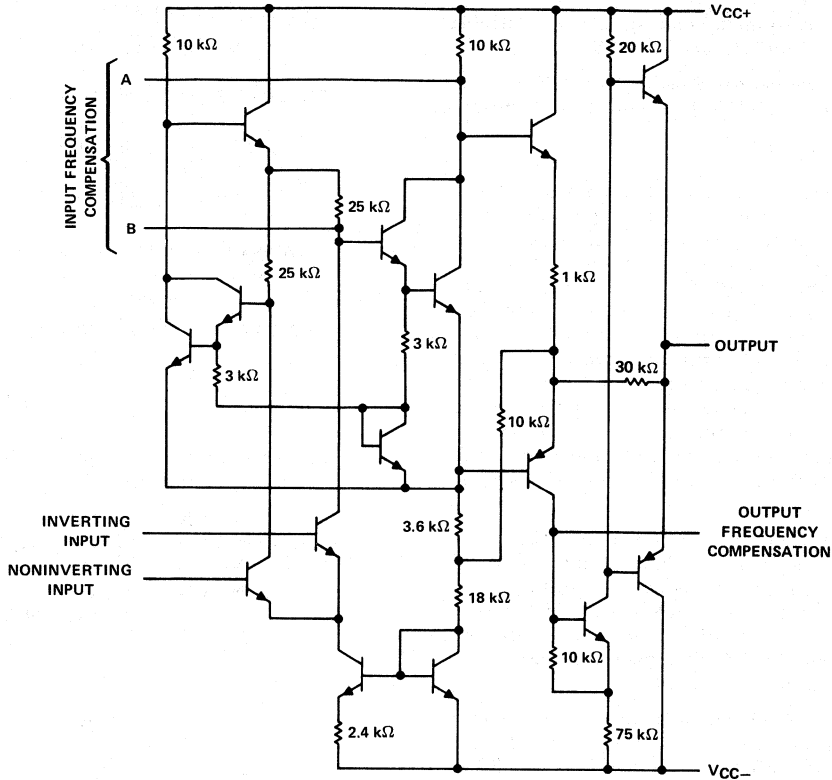 VCC+
10 kΩ
10 kΩ
20 kΩ
A
INPUT FREQUENCY
COMPENSATION
25 kΩ
B
25 kΩ
1 kΩ
3 kΩ
OUTPUT
3 kΩ
30 kΩ
10 kΩ
INVERTING
INPUT
3.6 kΩ
OUTPUT
FREQUENCY
COMPENSATION
NONINVERTING
INPUT
18 kΩ
10 kΩ
2.4 kΩ
75 kΩ
VCC–